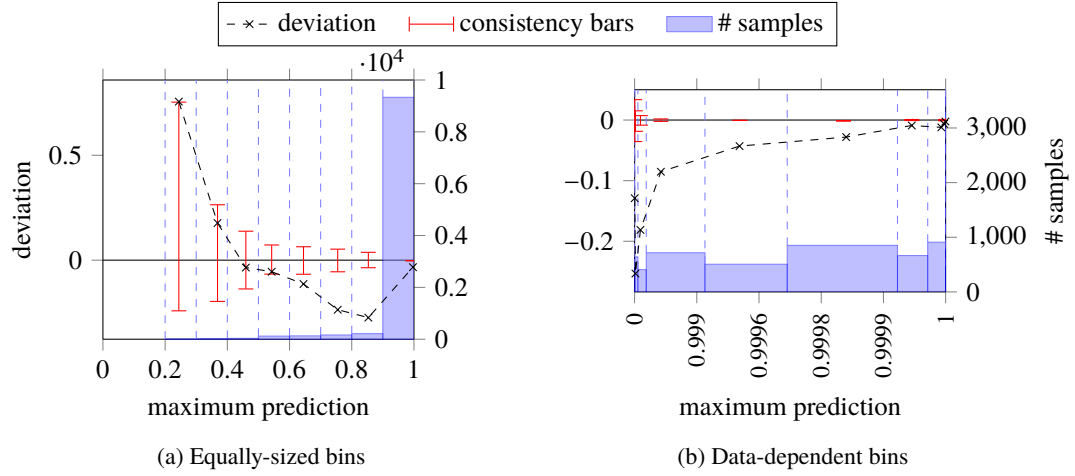 deviation consistency bars # samples
·10⁴
0 0.2 0.4 0.6 0.8 1
0 0.5
0 0.2 0.4 0.6 0.8 1
deviation
maximum prediction
(a) Equally-sized bins
0 −0.1 −0.2
3,000 2,000 1,000 0
# samples
0 0.999 0.9996 0.9998 0.9999 1
maximum prediction
(b) Data-dependent bins